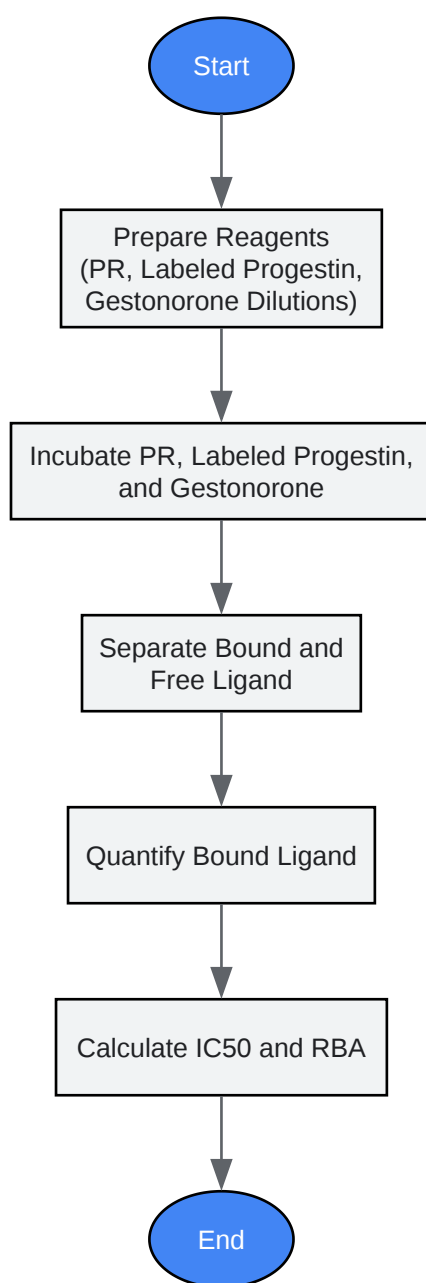 Start
Prepare Reagents
(PR, Labeled Progestin,
Gestonorone Dilutions)
Incubate PR, Labeled Progestin,
and Gestonorone
Separate Bound and
Free Ligand
Quantify Bound Ligand
Calculate IC50 and RBA
End